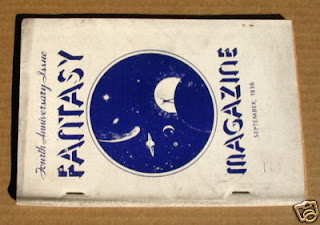 Fourth Anniversary Issue
FANTASY
MAGAZINE
SEPTEMBER, 1936